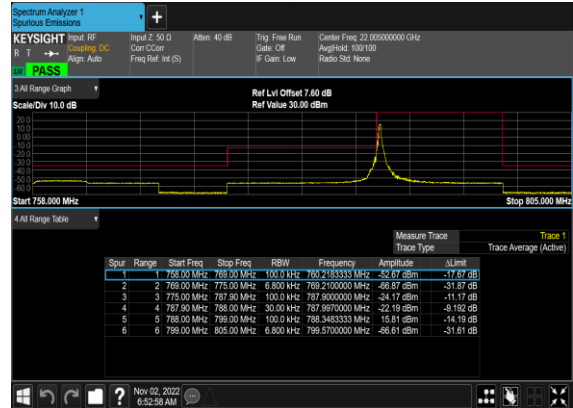 Spectrum Analyzer 1
Spurious Emissions
KEYSIGHT Input: RF Input Z: 50 Ω Atten: 40 dB Trig: Free Run Center Freq: 22.005000000 GHz
R T Coupling: DC Corr CCorr Gate: Off Avg|Hold: 100/100
Align: Auto Freq Ref: Int (S) IF Gain: Low Radio Std: None
PASS
3 All Range Graph Ref Lvl Offset 7.60 dB
Scale/Div 10.0 dB Ref Value 30.00 dBm
20.0
10.0
0.00
-10.0
-20.0
-30.0
-40.0
-50.0
-60.0
Start 758.000 MHz Stop 805.000 MHz
4 All Range Table
Measure Trace Trace 1
Trace Type Trace Average (Active)
Spur Range Start Freq Stop Freq RBW Frequency Amplitude ΔLimit
1 1 758.00 MHz 769.00 MHz 100.0 kHz 760.2183333 MHz -52.67 dBm -17.67 dB
2 2 769.00 MHz 775.00 MHz 6.800 kHz 769.2100000 MHz -66.87 dBm -31.87 dB
3 3 775.00 MHz 787.90 MHz 100.0 kHz 787.9000000 MHz -24.17 dBm -11.17 dB
4 4 787.90 MHz 788.00 MHz 30.00 kHz 787.9970000 MHz -22.19 dBm -9.192 dB
5 5 788.00 MHz 799.00 MHz 100.0 kHz 788.3483333 MHz 15.81 dBm -14.19 dB
6 6 799.00 MHz 805.00 MHz 6.800 kHz 799.5700000 MHz -66.61 dBm -31.61 dB
? Nov 02, 2022
6:52:58 AM